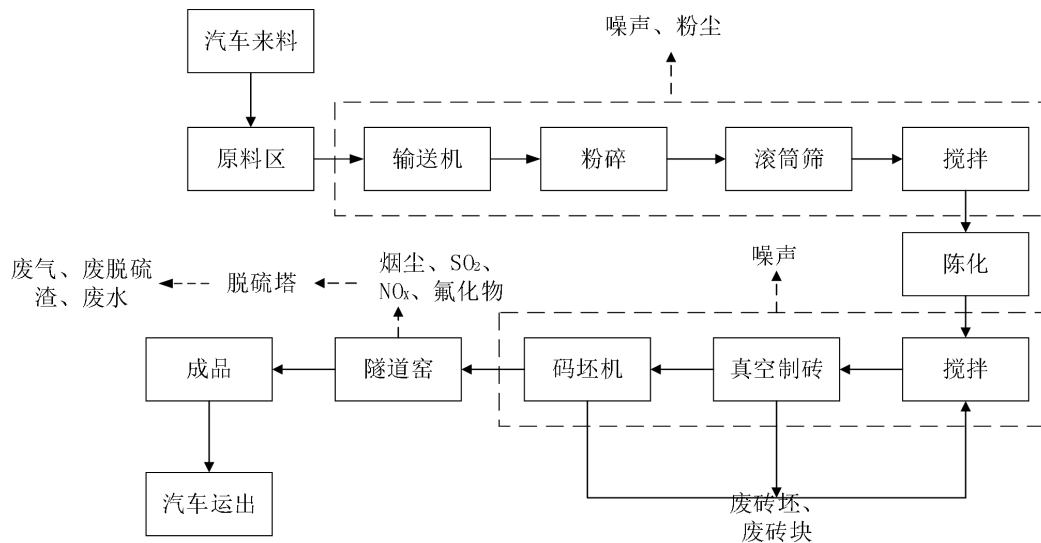 汽车来料
噪声、粉尘
原料区
输送机
粉碎
滚筒筛
搅拌
废气、废脱硫
渣、废水
脱硫塔
烟尘、SO₂、
NOₓ、氟化物
噪声
陈化
成品
隧道窑
码坯机
真空制砖
搅拌
汽车运出
废砖坯、
废砖块